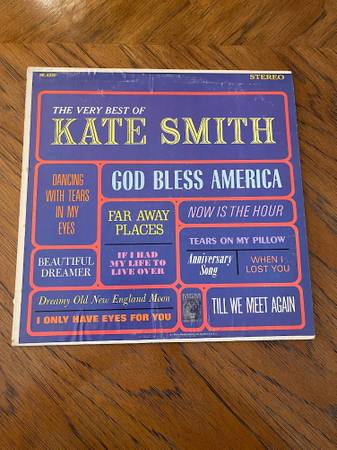 STEREO
THE VERY BEST OF
KATE SMITH
DANCING
WITH TEARS
IN MY
EYES
GOD BLESS AMERICA
FAR AWAY
PLACES
NOW IS THE HOUR
TEARS ON MY PILLOW
BEAUTIFUL
DREAMER
IF I HAD
MY LIFE TO
LIVE OVER
Anniversary
Song
WHEN I
LOST YOU
Dreamy Old New England Moon
I ONLY HAVE EYES FOR YOU
TILL WE MEET AGAIN